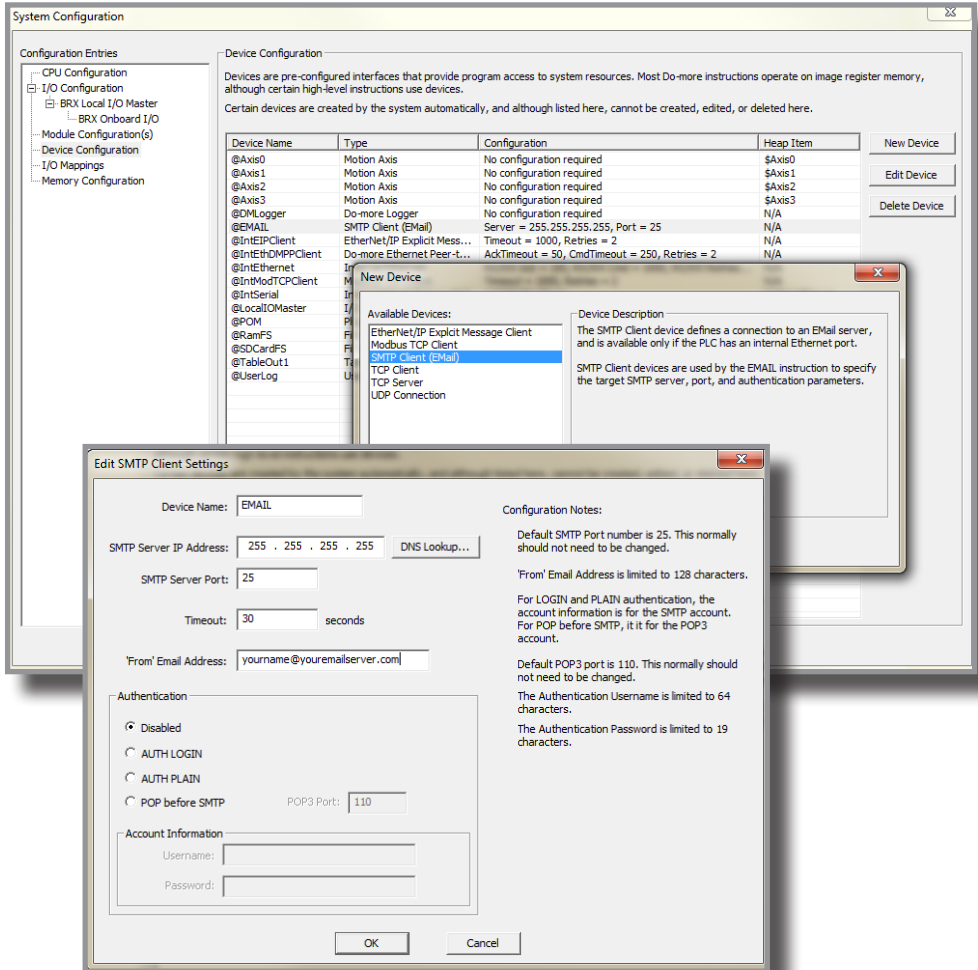 System Configuration
Configuration Entries
CPU Configuration
I/O Configuration
BRX Local I/O Master
BRX Onboard I/O
Module Configuration(s)
Device Configuration
I/O Mappings
Memory Configuration
Device Configuration
Devices are pre-configured interfaces that provide program access to system resources. Most Do-more instructions operate on image register memory,
although certain high-level instructions use devices.
Certain devices are created by the system automatically, and although listed here, cannot be created, edited, or deleted here.
Device Name Type Configuration Heap Item
@Axis0 Motion Axis No configuration required $Axis0
@Axis1 Motion Axis No configuration required $Axis1
@Axis2 Motion Axis No configuration required $Axis2
@Axis3 Motion Axis No configuration required $Axis3
@DMLogger Do-more Logger No configuration required N/A
@EMAIL SMTP Client (EMail) Server = 255.255.255.255, Port = 25 N/A
@IntEIPClient EtherNet/IP Explicit Mess... Timeout = 1000, Retries = 2 N/A
@IntEthDMPPClient Do-more Ethernet Peer-t... AckTimeout = 50, CmdTimeout = 250, Retries = 2 N/A
@IntEthernet
@IntModTCPClient
@IntSerial
@LocalIOMaster
@POM
@RamFS
@SDCardFS
@TableOut1
@UserLog
New Device
Edit Device
Delete Device
New Device
Available Devices:
EtherNet/IP Explcit Message Client
Modbus TCP Client
SMTP Client (EMail)
TCP Client
TCP Server
UDP Connection
Device Description
The SMTP Client device defines a connection to an EMail server,
and is available only if the PLC has an internal Ethernet port.
SMTP Client devices are used by the EMAIL instruction to specify
the target SMTP server, port, and authentication parameters.
Edit SMTP Client Settings
Device Name: EMAIL
SMTP Server IP Address: 255 . 255 . 255 . 255 DNS Lookup...
SMTP Server Port: 25
Timeout: 30 seconds
'From' Email Address: yourname@youremailserver.com
Authentication
Disabled
AUTH LOGIN
AUTH PLAIN
POP before SMTP POP3 Port: 110
Account Information
Username:
Password:
Configuration Notes:
Default SMTP Port number is 25. This normally
should not need to be changed.
'From' Email Address is limited to 128 characters.
For LOGIN and PLAIN authentication, the
account information is for the SMTP account.
For POP before SMTP, it it for the POP3
account.
Default POP3 port is 110. This normally should
not need to be changed.
The Authentication Username is limited to 64
characters.
The Authentication Password is limited to 19
characters.
OK Cancel